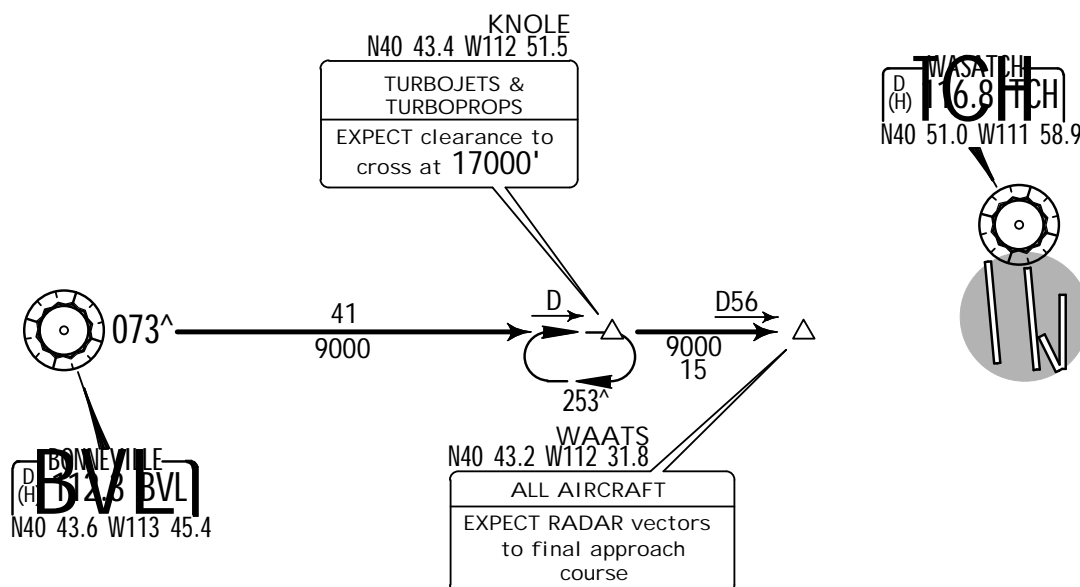 KNOLE
N40 43.4 W112 51.5
TURBOJETS &
TURBOPROPS
EXPECT clearance to
cross at 17000'
WASATCH
D
(H) 116.8 TCH
TCH
N40 51.0 W111 58.9
073^
41
9000
D
D56
9000
15
253^
BONNEVILLE
D
(H) 112.3 BVL
BVL
N40 43.6 W113 45.4
WAATS
N40 43.2 W112 31.8
ALL AIRCRAFT
EXPECT RADAR vectors
to final approach
course